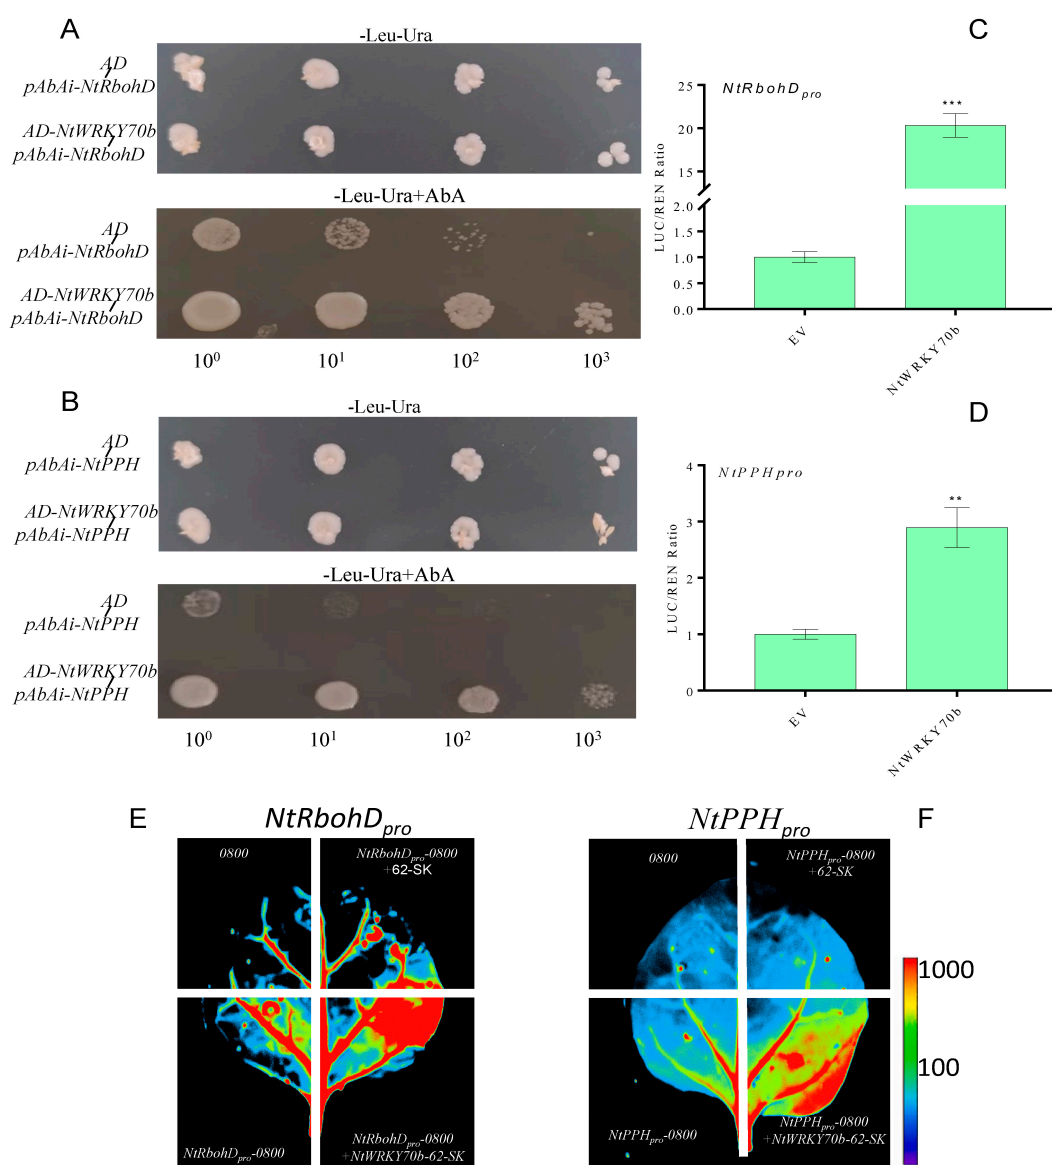 A
-Leu-Ura
AD
/
pAbAi-NtRbohD
AD-NtWRKY70b
/
pAbAi-NtRbohD
-Leu-Ura+AbA
AD
/
pAbAi-NtRbohD
AD-NtWRKY70b
/
pAbAi-NtRbohD
10⁰ 10¹ 10² 10³
C
NtRbohDpro
LUC/REN Ratio
25
20
15
2.0
1.5
1.0
0.5
0.0
***
EV
NtWRKY70b
B
-Leu-Ura
AD
/
pAbAi-NtPPH
AD-NtWRKY70b
/
pAbAi-NtPPH
-Leu-Ura+AbA
AD
/
pAbAi-NtPPH
AD-NtWRKY70b
/
pAbAi-NtPPH
10⁰ 10¹ 10² 10³
D
NtPPHpro
LUC/REN Ratio
4
3
2
1
0
**
EV
NtWRKY70b
E
NtRbohDpro
0800
NtRbohDpro-0800
+62-SK
NtRbohDpro-0800
NtRbohDpro-0800
+NtWRKY70b-62-SK
F
NtPPHpro
0800
NtPPHpro-0800
+62-SK
NtPPHpro-0800
NtPPHpro-0800
+NtWRKY70b-62-SK
1000
100